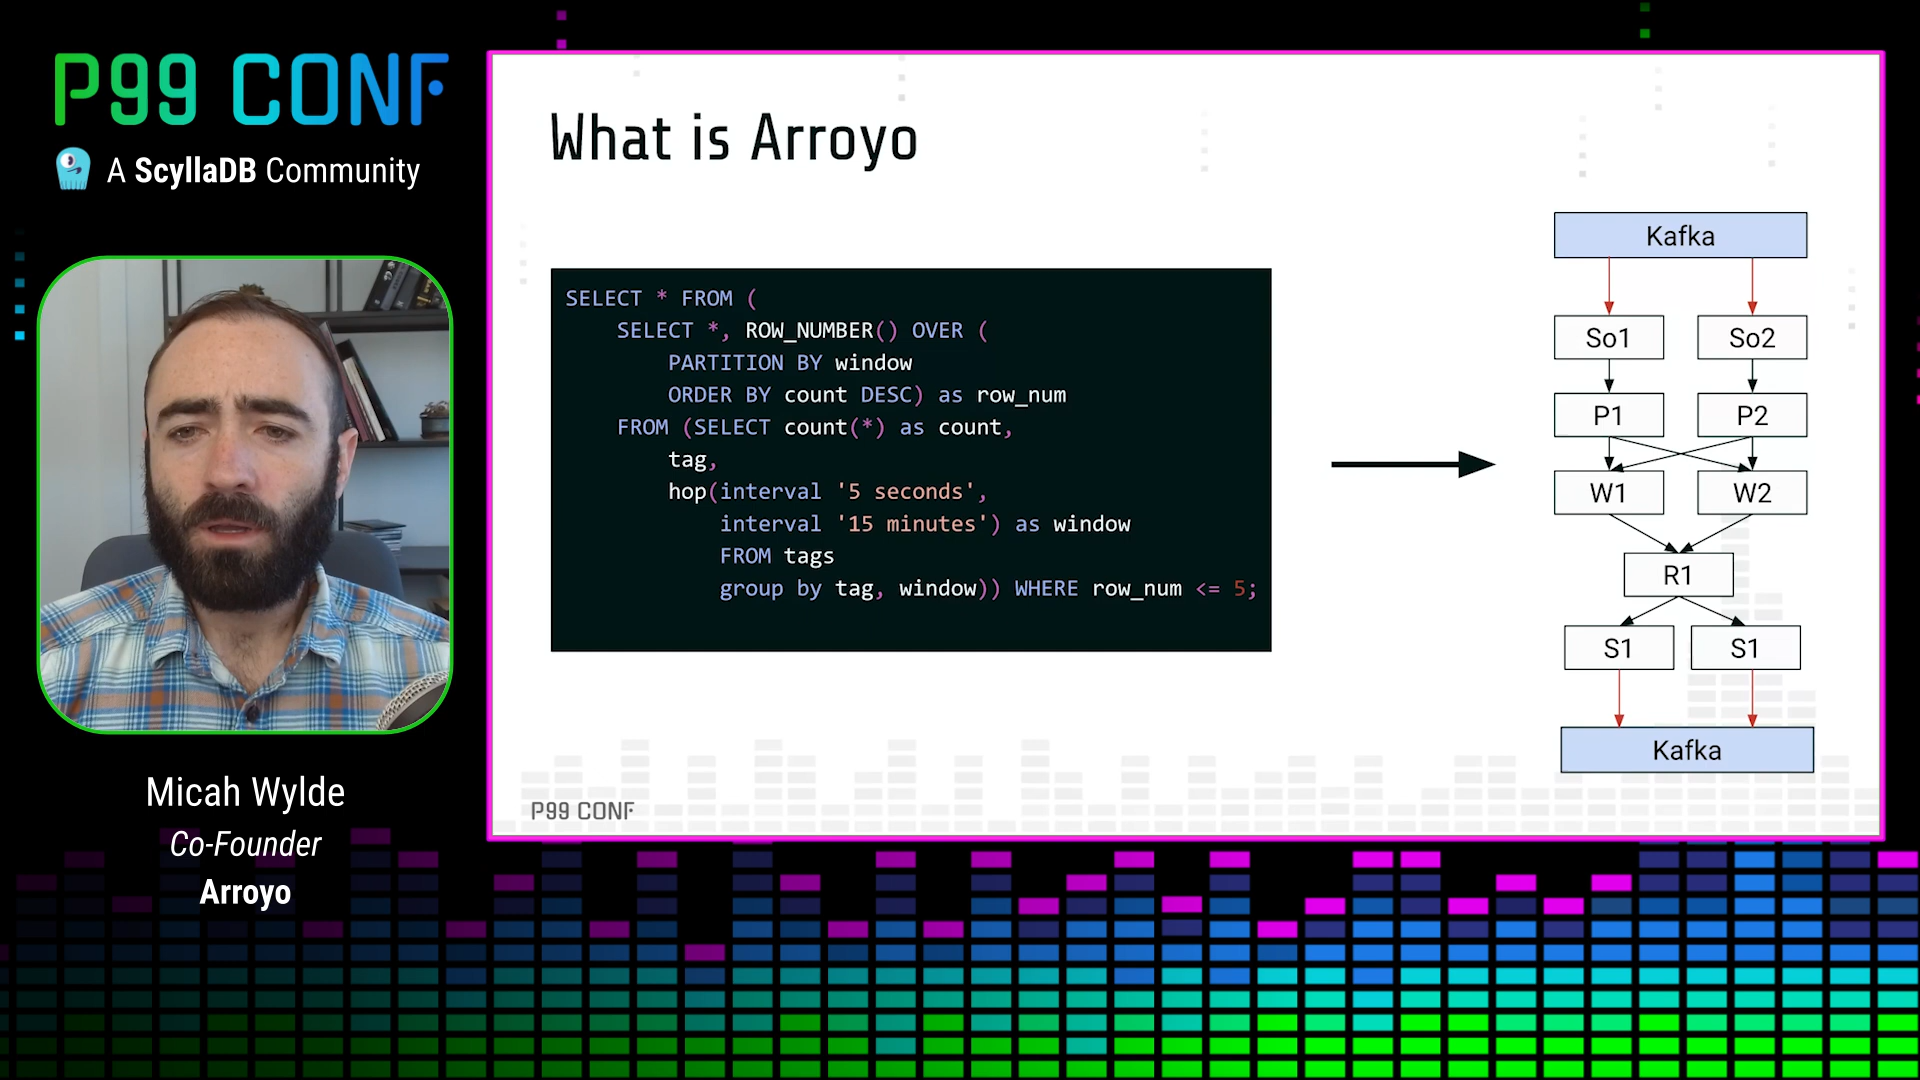 P99 CONF
A ScyllaDB Community
Micah Wylde
Co-Founder
Arroyo
What is Arroyo
SELECT * FROM (
    SELECT *, ROW_NUMBER() OVER (
        PARTITION BY window
        ORDER BY count DESC) as row_num
    FROM (SELECT count(*) as count,
        tag,
        hop(interval '5 seconds',
            interval '15 minutes') as window
            FROM tags
            group by tag, window)) WHERE row_num <= 5;
Kafka
So1 So2
P1 P2
W1 W2
R1
S1 S1
Kafka
P99 CONF